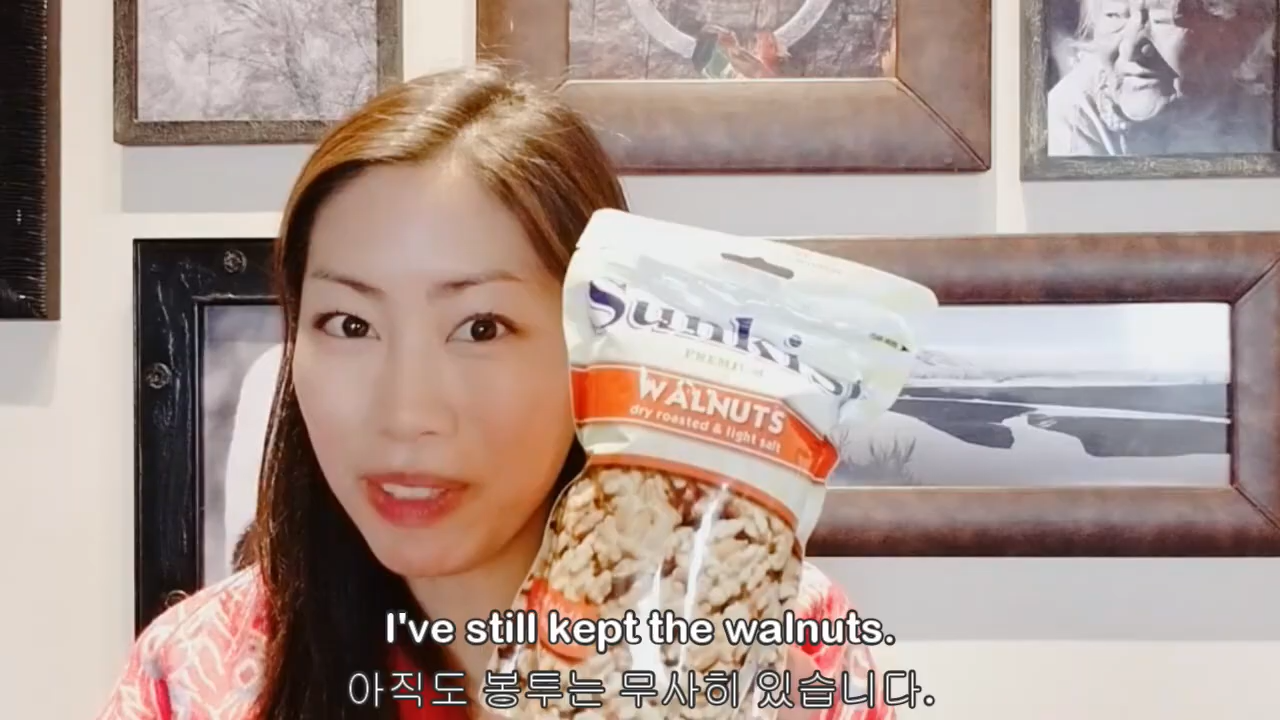 Sunkist
PREMIUM
WALNUTS
dry roasted & light salt
I've still kept the walnuts.
아직도 봉투는 무사히 있습니다.